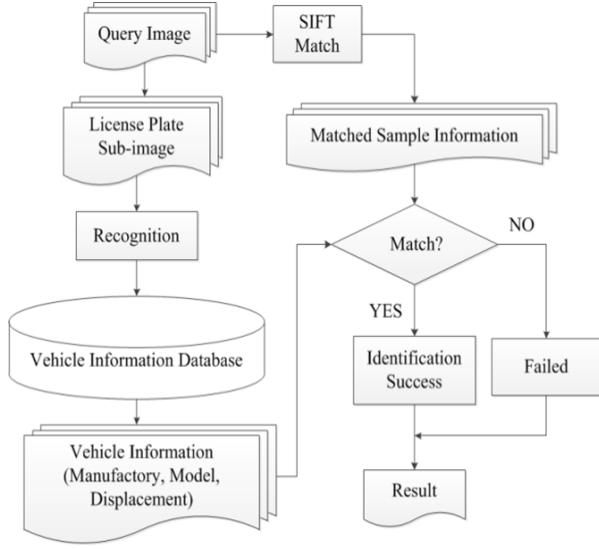 Query Image
SIFT
Match
License Plate
Sub-image
Matched Sample Information
Recognition
Match?
NO
YES
Vehicle Information Database
Identification
Success
Failed
Vehicle Information
(Manufactory, Model,
Displacement)
Result